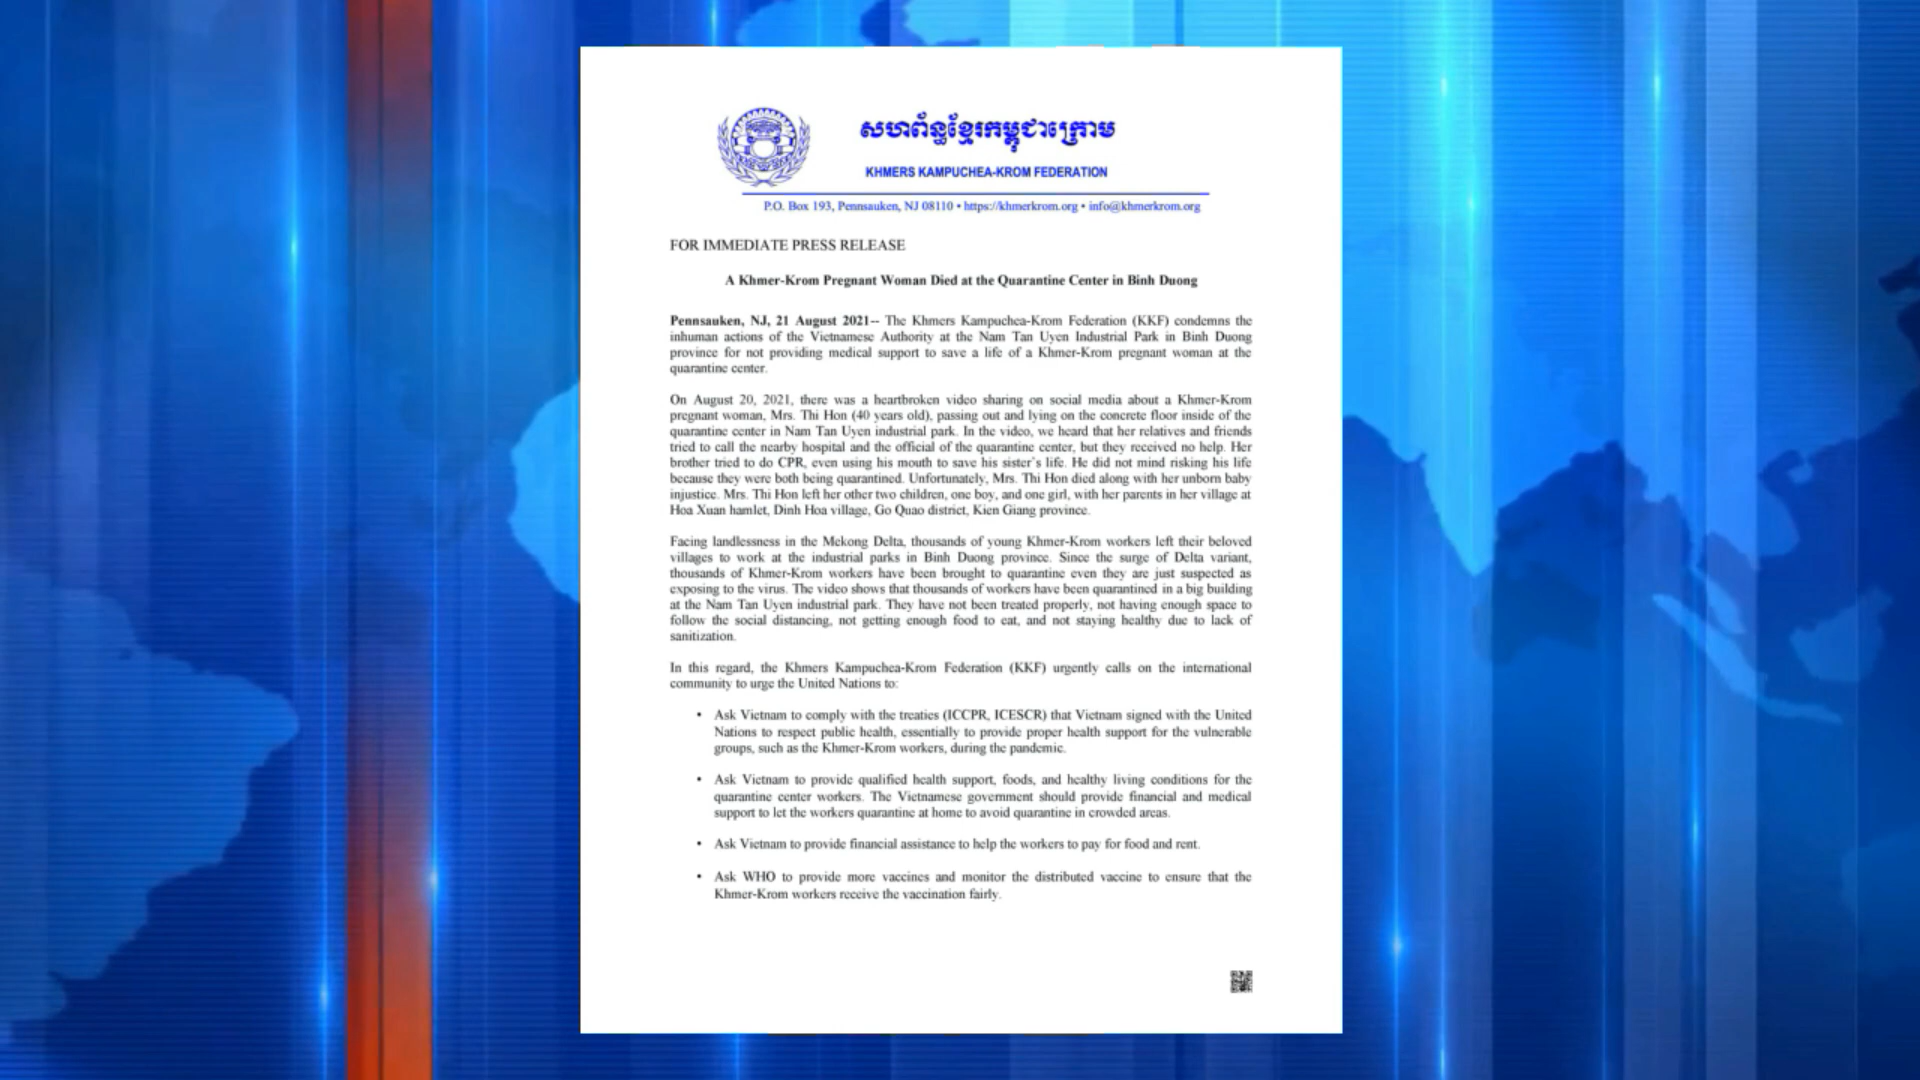 សហព័ន្ធខ្មែរកម្ពុជាក្រោម
KHMERS KAMPUCHEA-KROM FEDERATION
P.O. Box 193, Pennsauken, NJ 08110 • https://khmerkrom.org • info@khmerkrom.org
FOR IMMEDIATE PRESS RELEASE
A Khmer-Krom Pregnant Woman Died at the Quarantine Center in Binh Duong
Pennsauken, NJ, 21 August 2021-- The Khmers Kampuchea-Krom Federation (KKF) condemns the
inhuman actions of the Vietnamese Authority at the Nam Tan Uyen Industrial Park in Binh Duong
province for not providing medical support to save a life of a Khmer-Krom pregnant woman at the
quarantine center.
On August 20, 2021, there was a heartbroken video sharing on social media about a Khmer-Krom
pregnant woman, Mrs. Thi Hon (40 years old), passing out and lying on the concrete floor inside of the
quarantine center in Nam Tan Uyen industrial park. In the video, we heard that her relatives and friends
tried to call the nearby hospital and the official of the quarantine center, but they received no help. Her
brother tried to do CPR, even using his mouth to save his sister's life. He did not mind risking his life
because they were both being quarantined. Unfortunately, Mrs. Thi Hon died along with her unborn baby
injustice. Mrs. Thi Hon left her other two children, one boy, and one girl, with her parents in her village at
Hoa Xuan hamlet, Dinh Hoa village, Go Quao district, Kien Giang province.
Facing landlessness in the Mekong Delta, thousands of young Khmer-Krom workers left their beloved
villages to work at the industrial parks in Binh Duong province. Since the surge of Delta variant,
thousands of Khmer-Krom workers have been brought to quarantine even they are just suspected as
exposing to the virus. The video shows that thousands of workers have been quarantined in a big building
at the Nam Tan Uyen industrial park. They have not been treated properly, not having enough space to
follow the social distancing, not getting enough food to eat, and not staying healthy due to lack of
sanitization.
In this regard, the Khmers Kampuchea-Krom Federation (KKF) urgently calls on the international
community to urge the United Nations to:
• Ask Vietnam to comply with the treaties (ICCPR, ICESCR) that Vietnam signed with the United
Nations to respect public health, essentially to provide proper health support for the vulnerable
groups, such as the Khmer-Krom workers, during the pandemic.
• Ask Vietnam to provide qualified health support, foods, and healthy living conditions for the
quarantine center workers. The Vietnamese government should provide financial and medical
support to let the workers quarantine at home to avoid quarantine in crowded areas.
• Ask Vietnam to provide financial assistance to help the workers to pay for food and rent.
• Ask WHO to provide more vaccines and monitor the distributed vaccine to ensure that the
Khmer-Krom workers receive the vaccination fairly.